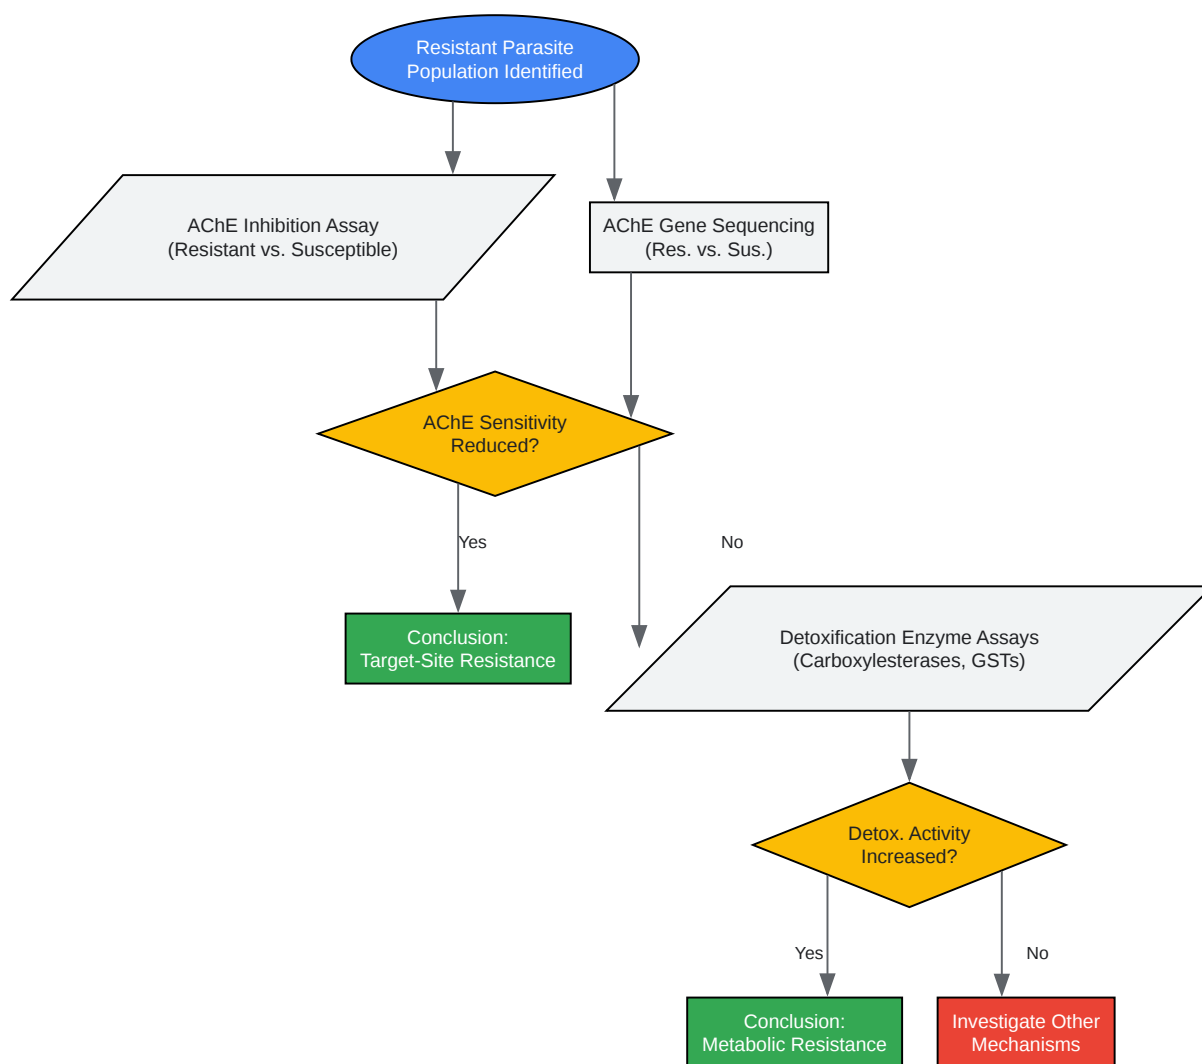 Resistant Parasite
Population Identified
AChE Inhibition Assay
(Resistant vs. Susceptible)
AChE Gene Sequencing
(Res. vs. Sus.)
AChE Sensitivity
Reduced?
Yes
No
Conclusion:
Target-Site Resistance
Detoxification Enzyme Assays
(Carboxylesterases, GSTs)
Detox. Activity
Increased?
Yes
No
Conclusion:
Metabolic Resistance
Investigate Other
Mechanisms